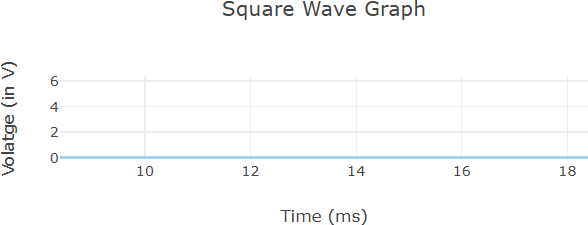 Square Wave Graph
Volatge (in V)
6
4
2
0
10 12 14 16 18
Time (ms)